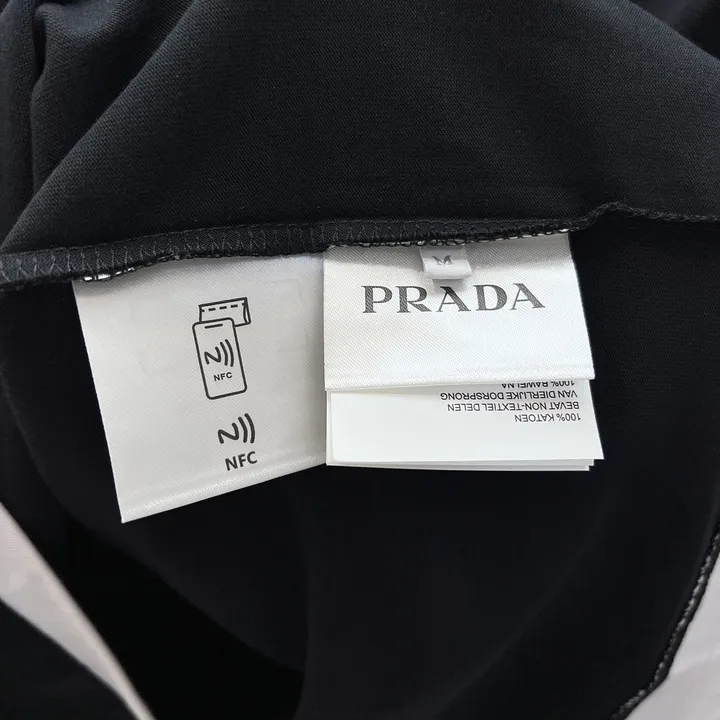 NFC
NFC
M
PRADA
100% KATOEN
BEVAT NON-TEXTIEL DELEN
VAN DIERLIJKE DORSPRONG
100% BAWEŁNA